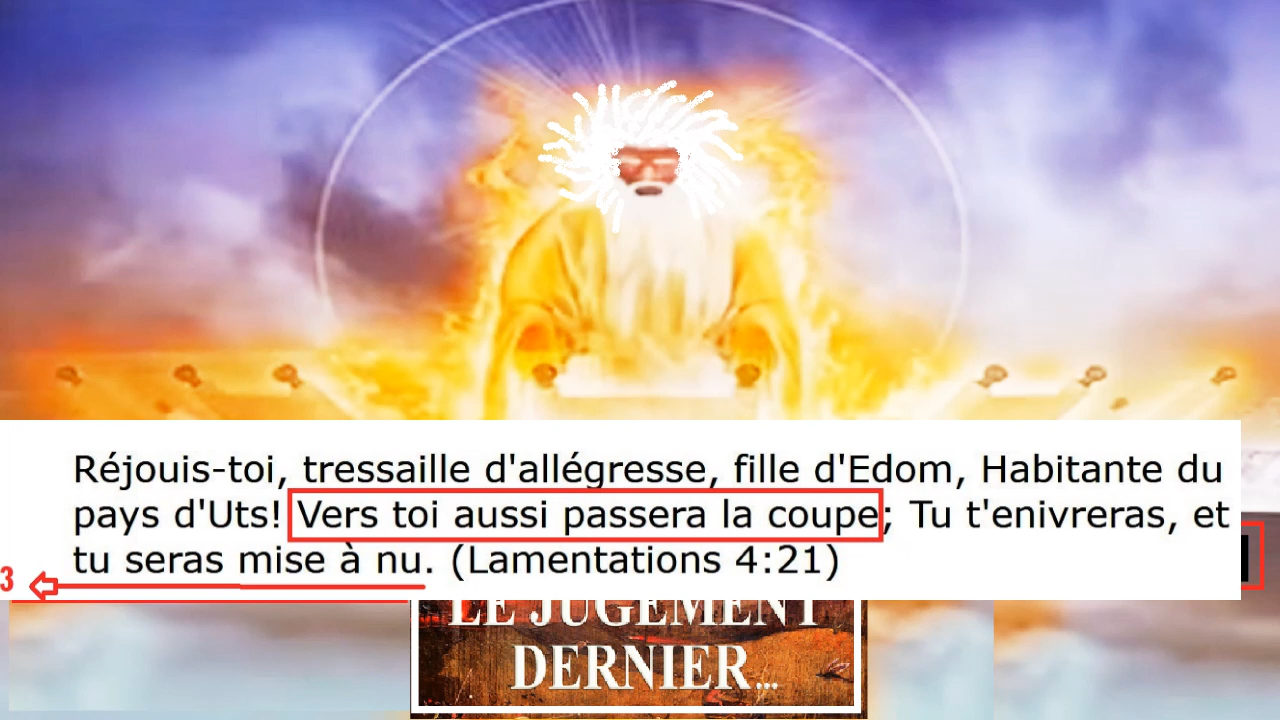 Réjouis-toi, tressaille d'allégresse, fille d'Edom, Habitante du
pays d'Uts! Vers toi aussi passera la coupe; Tu t'enivreras, et
tu seras mise à nu. (Lamentations 4:21)
3
LE JUGEMENT
DERNIER...